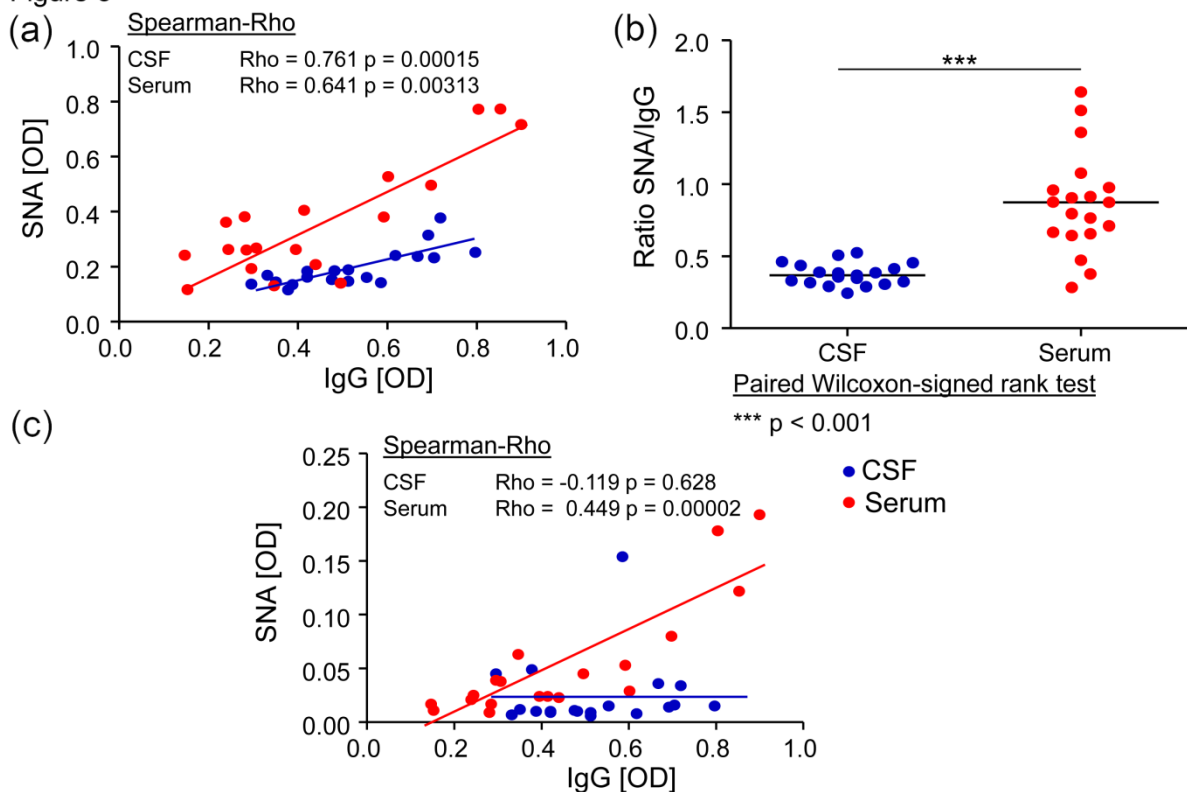 (a)
Spearman-Rho
CSF Rho = 0.761 p = 0.00015
Serum Rho = 0.641 p = 0.00313
1.0
0.8
0.6
0.4
0.2
0.0
SNA [OD]
0.0 0.2 0.4 0.6 0.8 1.0
IgG [OD]
(b)
2.0
1.5
1.0
0.5
0.0
Ratio SNA/IgG
***
CSF Serum
Paired Wilcoxon-signed rank test
*** p < 0.001
(c)
Spearman-Rho
CSF Rho = -0.119 p = 0.628
Serum Rho = 0.449 p = 0.00002
0.25
0.20
0.15
0.10
0.05
0.00
SNA [OD]
0.0 0.2 0.4 0.6 0.8 1.0
IgG [OD]
CSF
Serum